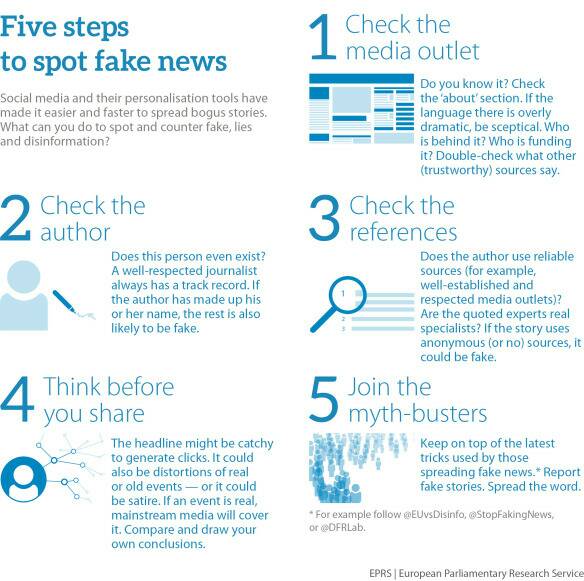 Five steps
to spot fake news
Social media and their personalisation tools have
made it easier and faster to spread bogus stories.
What can you do to spot and counter fake, lies
and disinformation?
1 Check the
media outlet
Do you know it? Check
the ‘about’ section. If the
language there is overly
dramatic, be sceptical. Who
is behind it? Who is funding
it? Double-check what other
(trustworthy) sources say.
2 Check the
author
Does this person even exist?
A well-respected journalist
always has a track record. If
the author has made up his
or her name, the rest is also
likely to be fake.
3 Check the
references
1
2
3
Does the author use reliable
sources (for example,
well-established and
respected media outlets)?
Are the quoted experts real
specialists? If the story uses
anonymous (or no) sources, it
could be fake.
4 Think before
you share
The headline might be catchy
to generate clicks. It could
also be distortions of real
or old events — or it could
be satire. If an event is real,
mainstream media will cover
it. Compare and draw your
own conclusions.
5 Join the
myth-busters
Keep on top of the latest
tricks used by those
spreading fake news.* Report
fake stories. Spread the word.
* For example follow @EUvsDisinfo, @StopFakingNews,
or @DFRLab.
EPRS | European Parliamentary Research Service